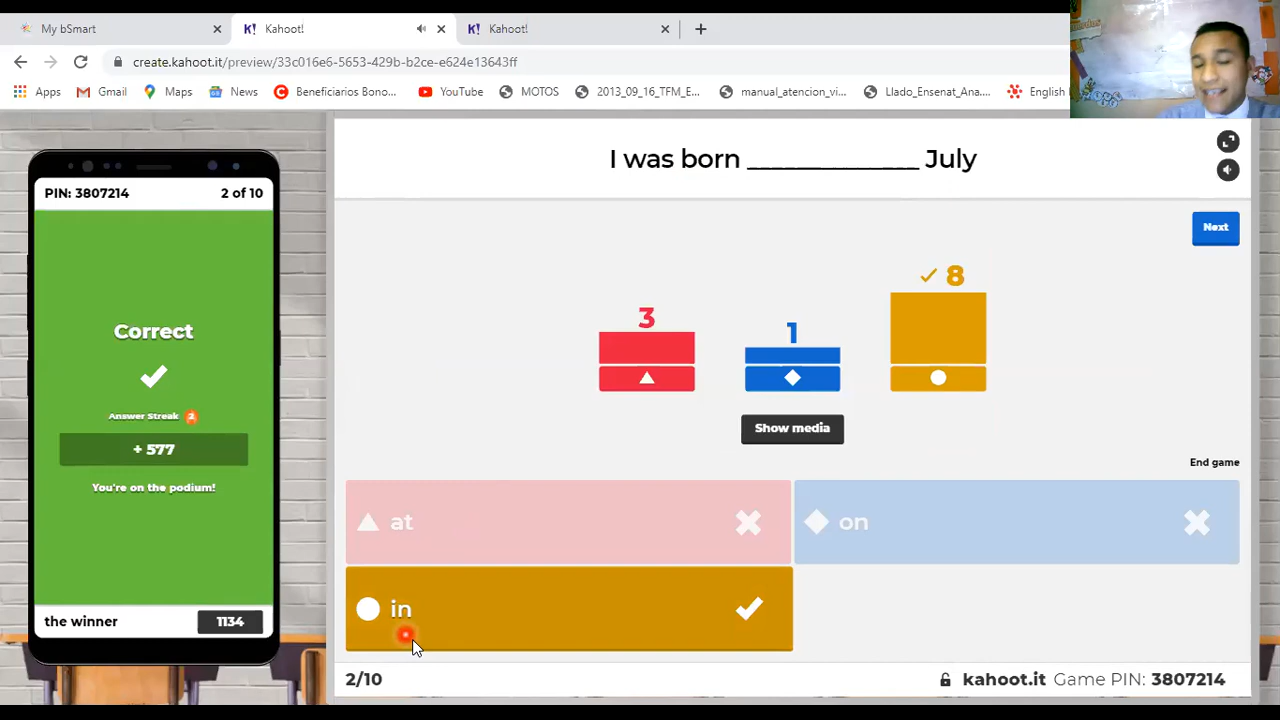 My bSmart
Kahoot!
Kahoot!
create.kahoot.it/preview/33c016e6-5653-429b-b2ce-e624e13643ff
Apps
Gmail
Maps
News
Beneficiarios Bono...
YouTube
MOTOS
2013_09_16_TFM_E...
manual_atencion_vi...
Llado_Ensenat_Ana...
English
PIN: 3807214
2 of 10
Correct
Answer Streak 2
+ 577
You're on the podium!
the winner
1134
I was born ______________ July
Next
3
1
8
Show media
End game
at
on
in
2/10
kahoot.it Game PIN: 3807214